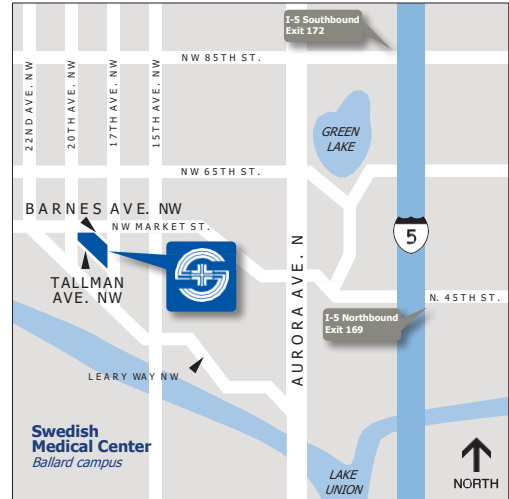 I-5 Southbound
Exit 172
NW 85TH ST.
22ND AVE. NW
20TH AVE. NW
17TH AVE. NW
15TH AVE. NW
GREEN
LAKE
NW 65TH ST.
BARNES AVE. NW
NW MARKET ST.
5
TALLMAN
AVE. NW
AURORA AVE. N
N. 45TH ST.
I-5 Northbound
Exit 169
LEARY WAY NW
Swedish
Medical Center
Ballard campus
LAKE
UNION
NORTH